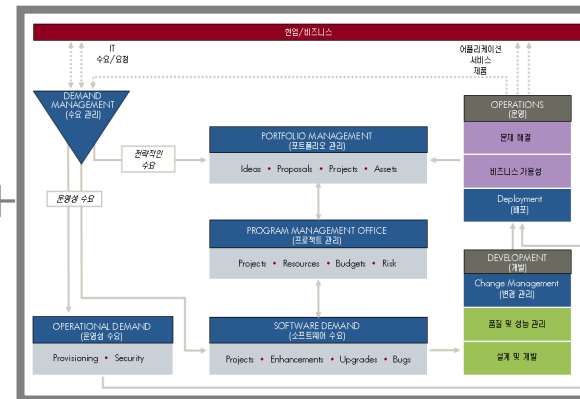 현업/비즈니스
IT
수요/요청
어플리케이션
서비스
제품
DEMAND
MANAGEMENT
(수요 관리)
OPERATIONS
(운영)
PORTFOLIO MANAGEMENT
(포트폴리오 관리)
문제 해결
전략적인
수요
Ideas • Proposals • Projects • Assets
비즈니스 가용성
운영성 수요
Deployment
(배포)
PROGRAM MANAGEMENT OFFICE
(프로젝트 관리)
Projects • Resources • Budgets • Risk
DEVELOPMENT
(개발)
Change Management
(변경 관리)
OPERATIONAL DEMAND
(운영성 수요)
SOFTWARE DEMAND
(소프트웨어 수요)
품질 및 성능 관리
Provisioning • Security
Projects • Enhancements • Upgrades • Bugs
설계 및 개발